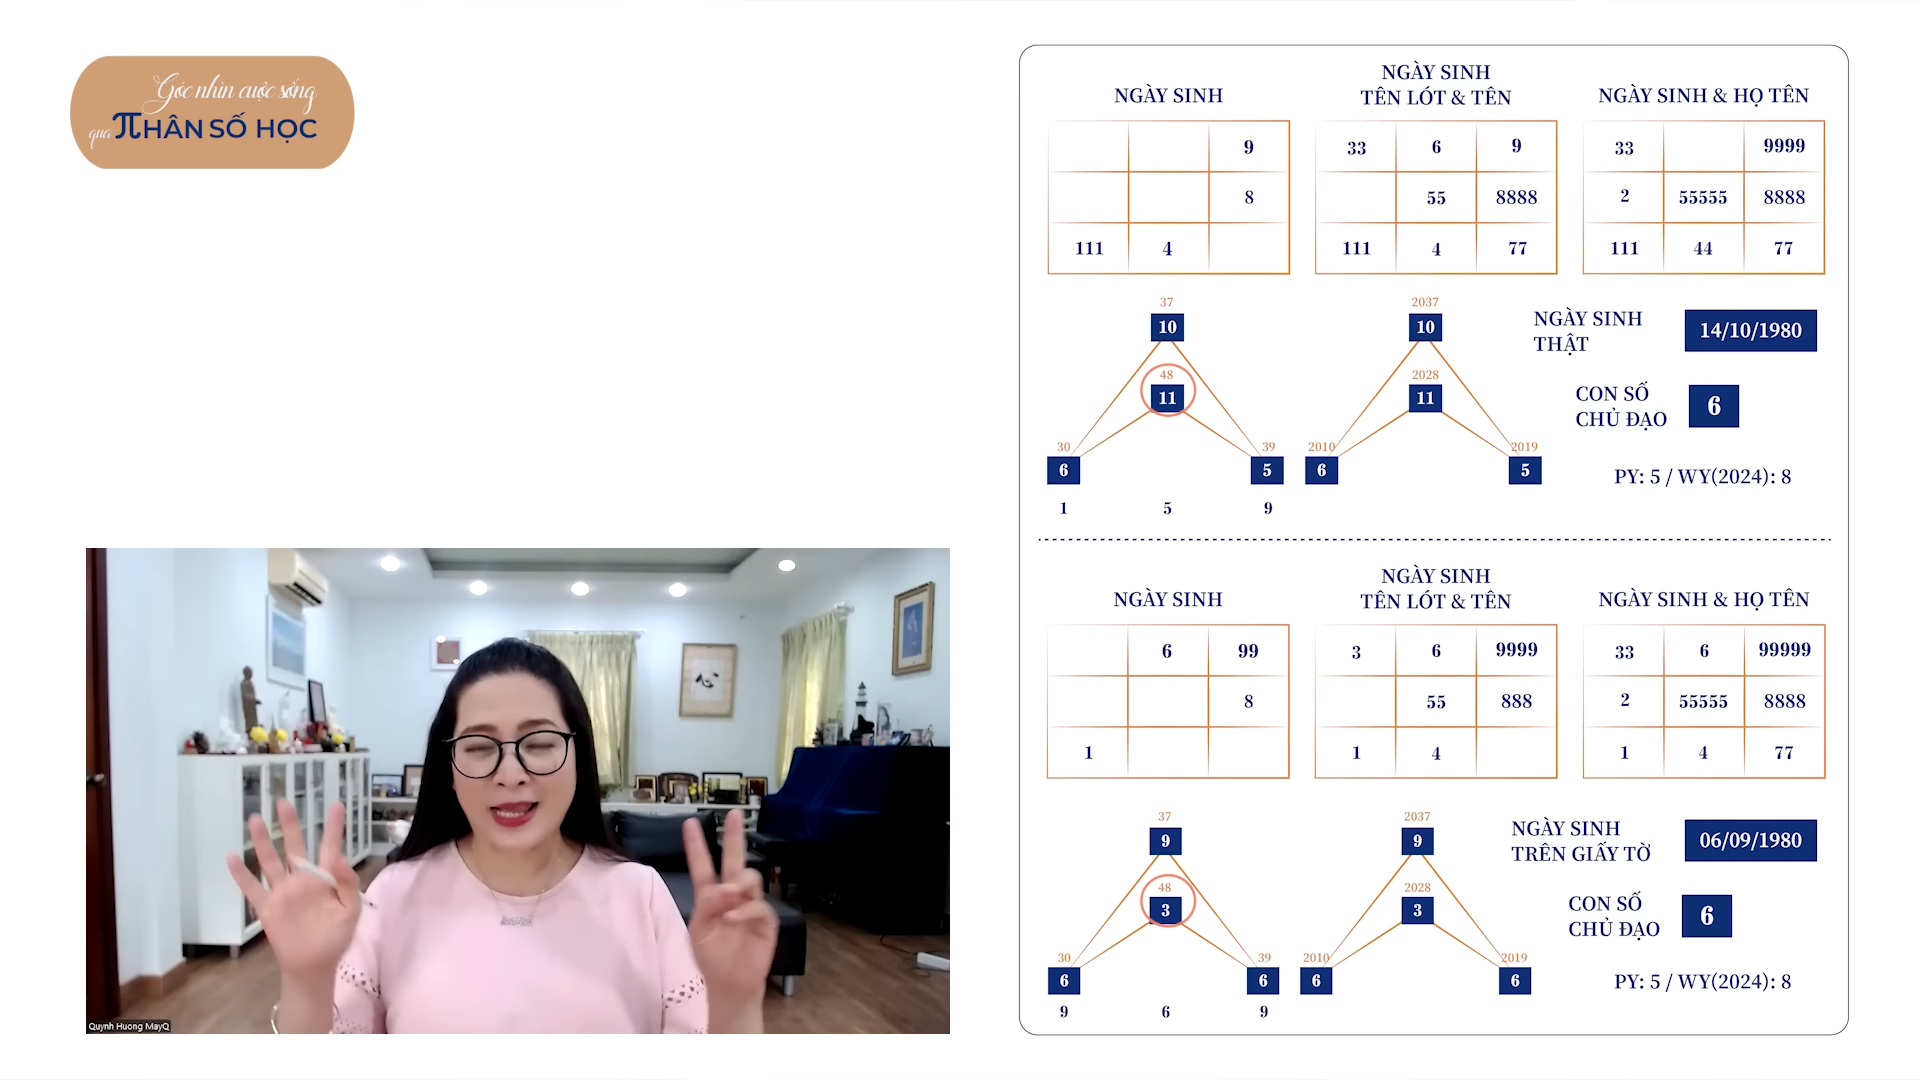 Góc nhìn cuộc sống
qua πHÂN SỐ HỌC
NGÀY SINH
NGÀY SINH
TÊN LÓT & TÊN
NGÀY SINH & HỌ TÊN
9
8
111 4
33 6 9
55 8888
111 4 77
33 9999
2 55555 8888
111 44 77
37
10
48
11
30 39
6 5
1 5 9
2037
10
2028
11
2010 2019
6 5
NGÀY SINH
THẬT
14/10/1980
CON SỐ
CHỦ ĐẠO
6
PY: 5 / WY(2024): 8
NGÀY SINH
NGÀY SINH
TÊN LÓT & TÊN
NGÀY SINH & HỌ TÊN
6 99
8
1
3 6 9999
55 888
1 4
33 6 99999
2 55555 8888
1 4 77
37
9
48
3
30 39
6 6
9 6 9
2037
9
2028
3
2010 2019
6 6
NGÀY SINH
TRÊN GIẤY TỜ
06/09/1980
CON SỐ
CHỦ ĐẠO
6
PY: 5 / WY(2024): 8
Quynh Huong MayQ